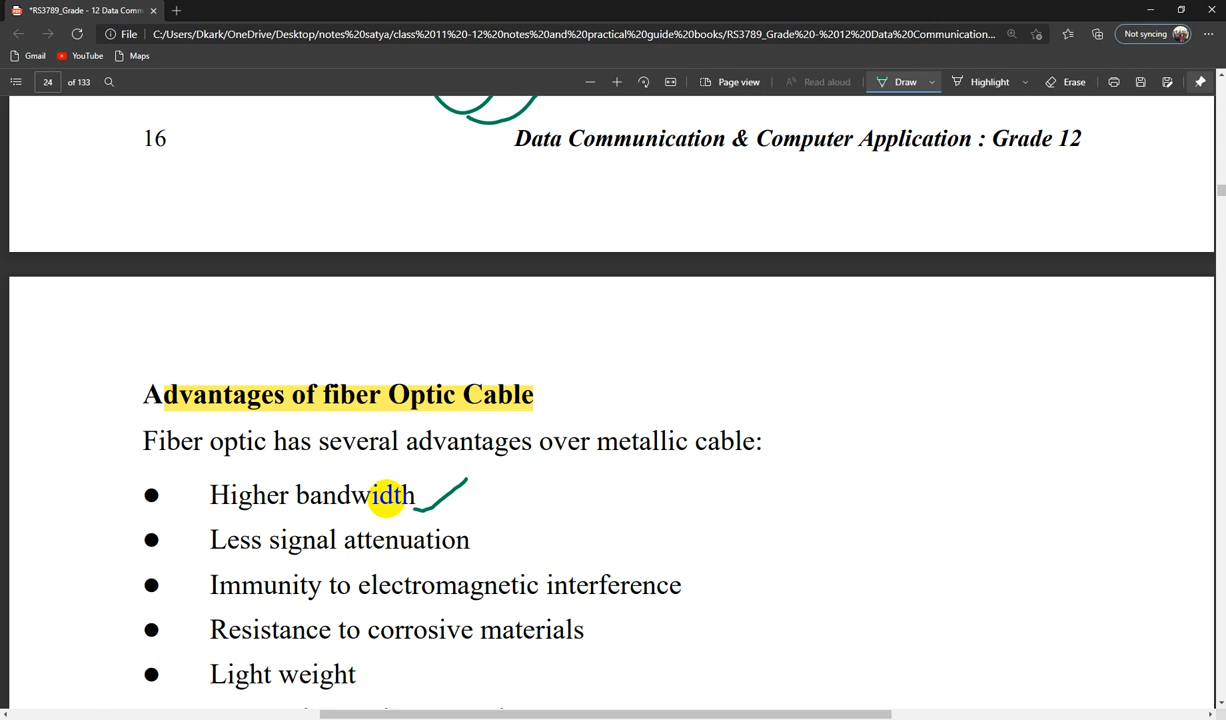 *RS3789_Grade - 12 Data Comm
File
C:/Users/Dkark/OneDrive/Desktop/notes%20satya/class%2011%20-12%20notes%20and%20practical%20guide%20books/RS3789_Grade%20-%2012%20Data%20Communication...
Not syncing
Gmail YouTube Maps
24 of 133 Page view Read aloud Draw Highlight Erase
16 Data Communication & Computer Application : Grade 12
Advantages of fiber Optic Cable
Fiber optic has several advantages over metallic cable:
● Higher bandwidth
● Less signal attenuation
● Immunity to electromagnetic interference
● Resistance to corrosive materials
● Light weight